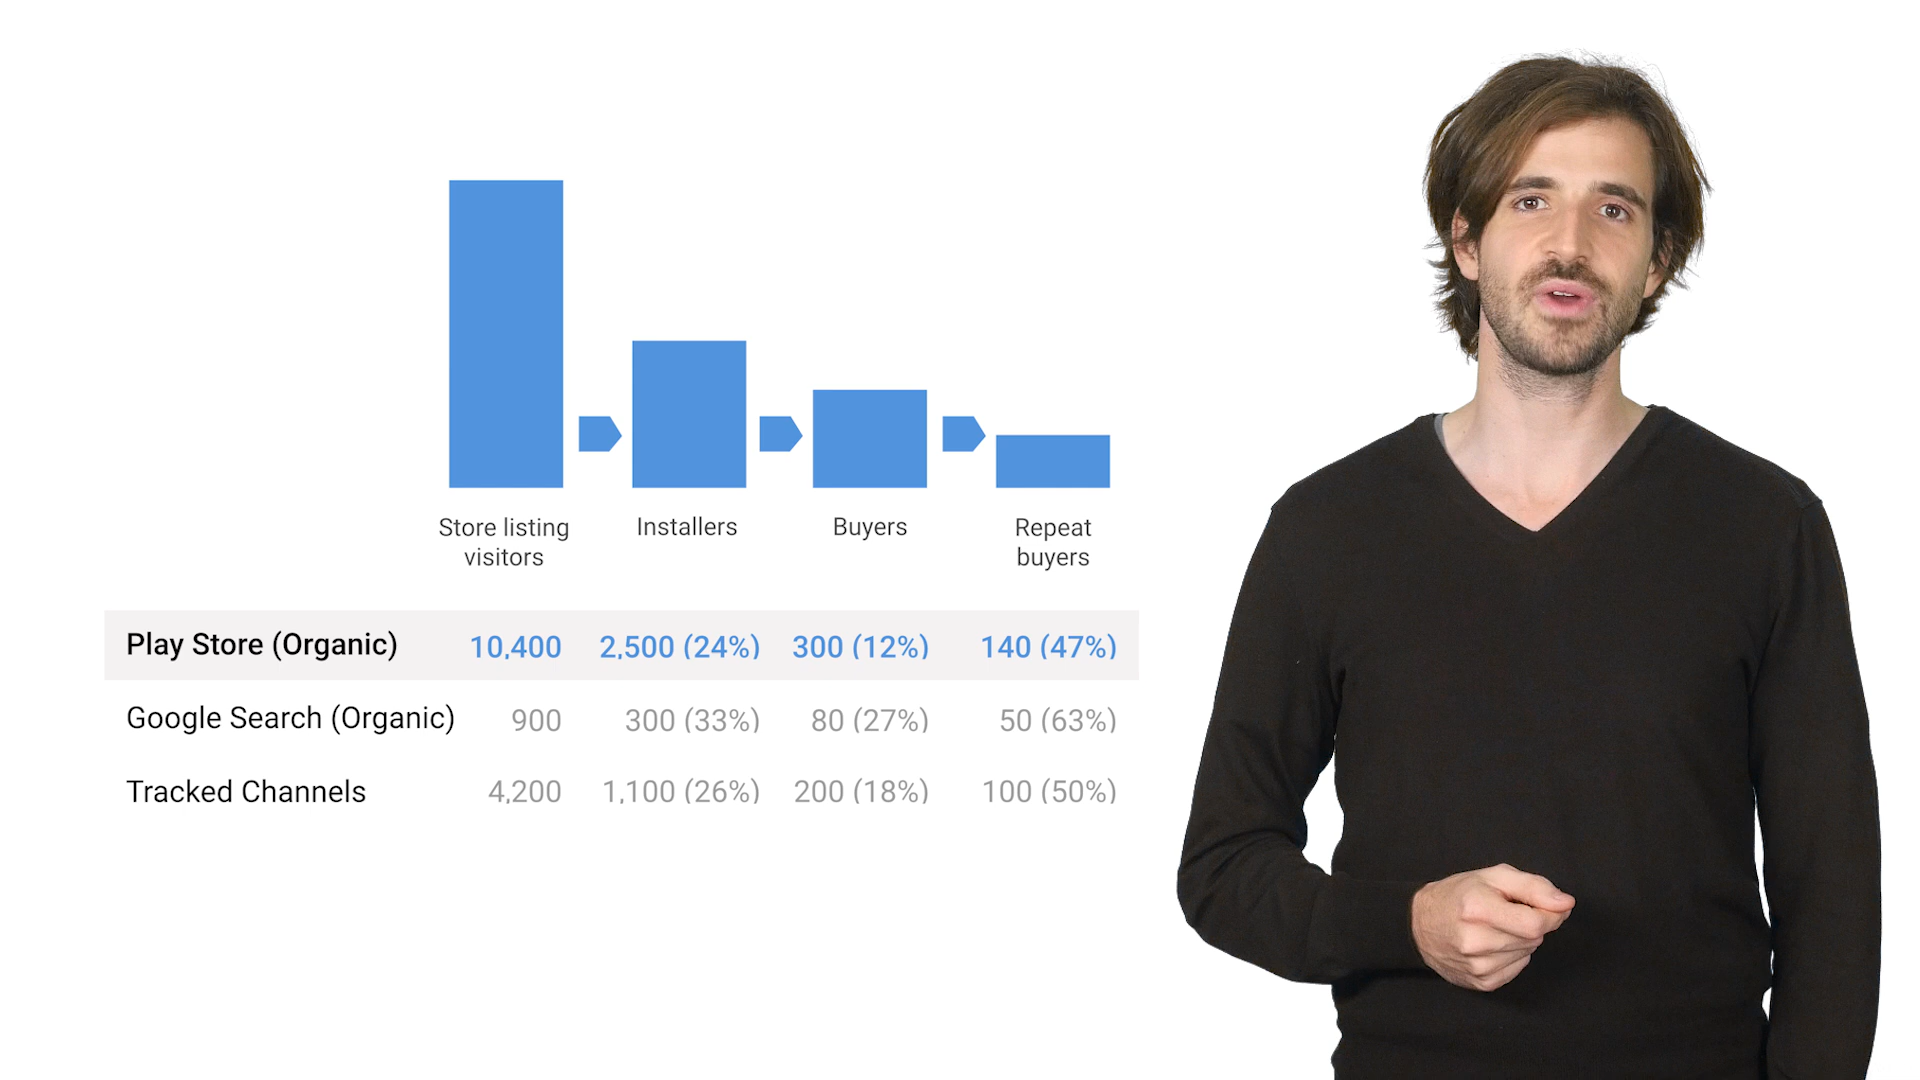 Store listing
visitors
Installers
Buyers
Repeat
buyers
Play Store (Organic) 10,400 2,500 (24%) 300 (12%) 140 (47%)
Google Search (Organic) 900 300 (33%) 80 (27%) 50 (63%)
Tracked Channels 4,200 1,100 (26%) 200 (18%) 100 (50%)